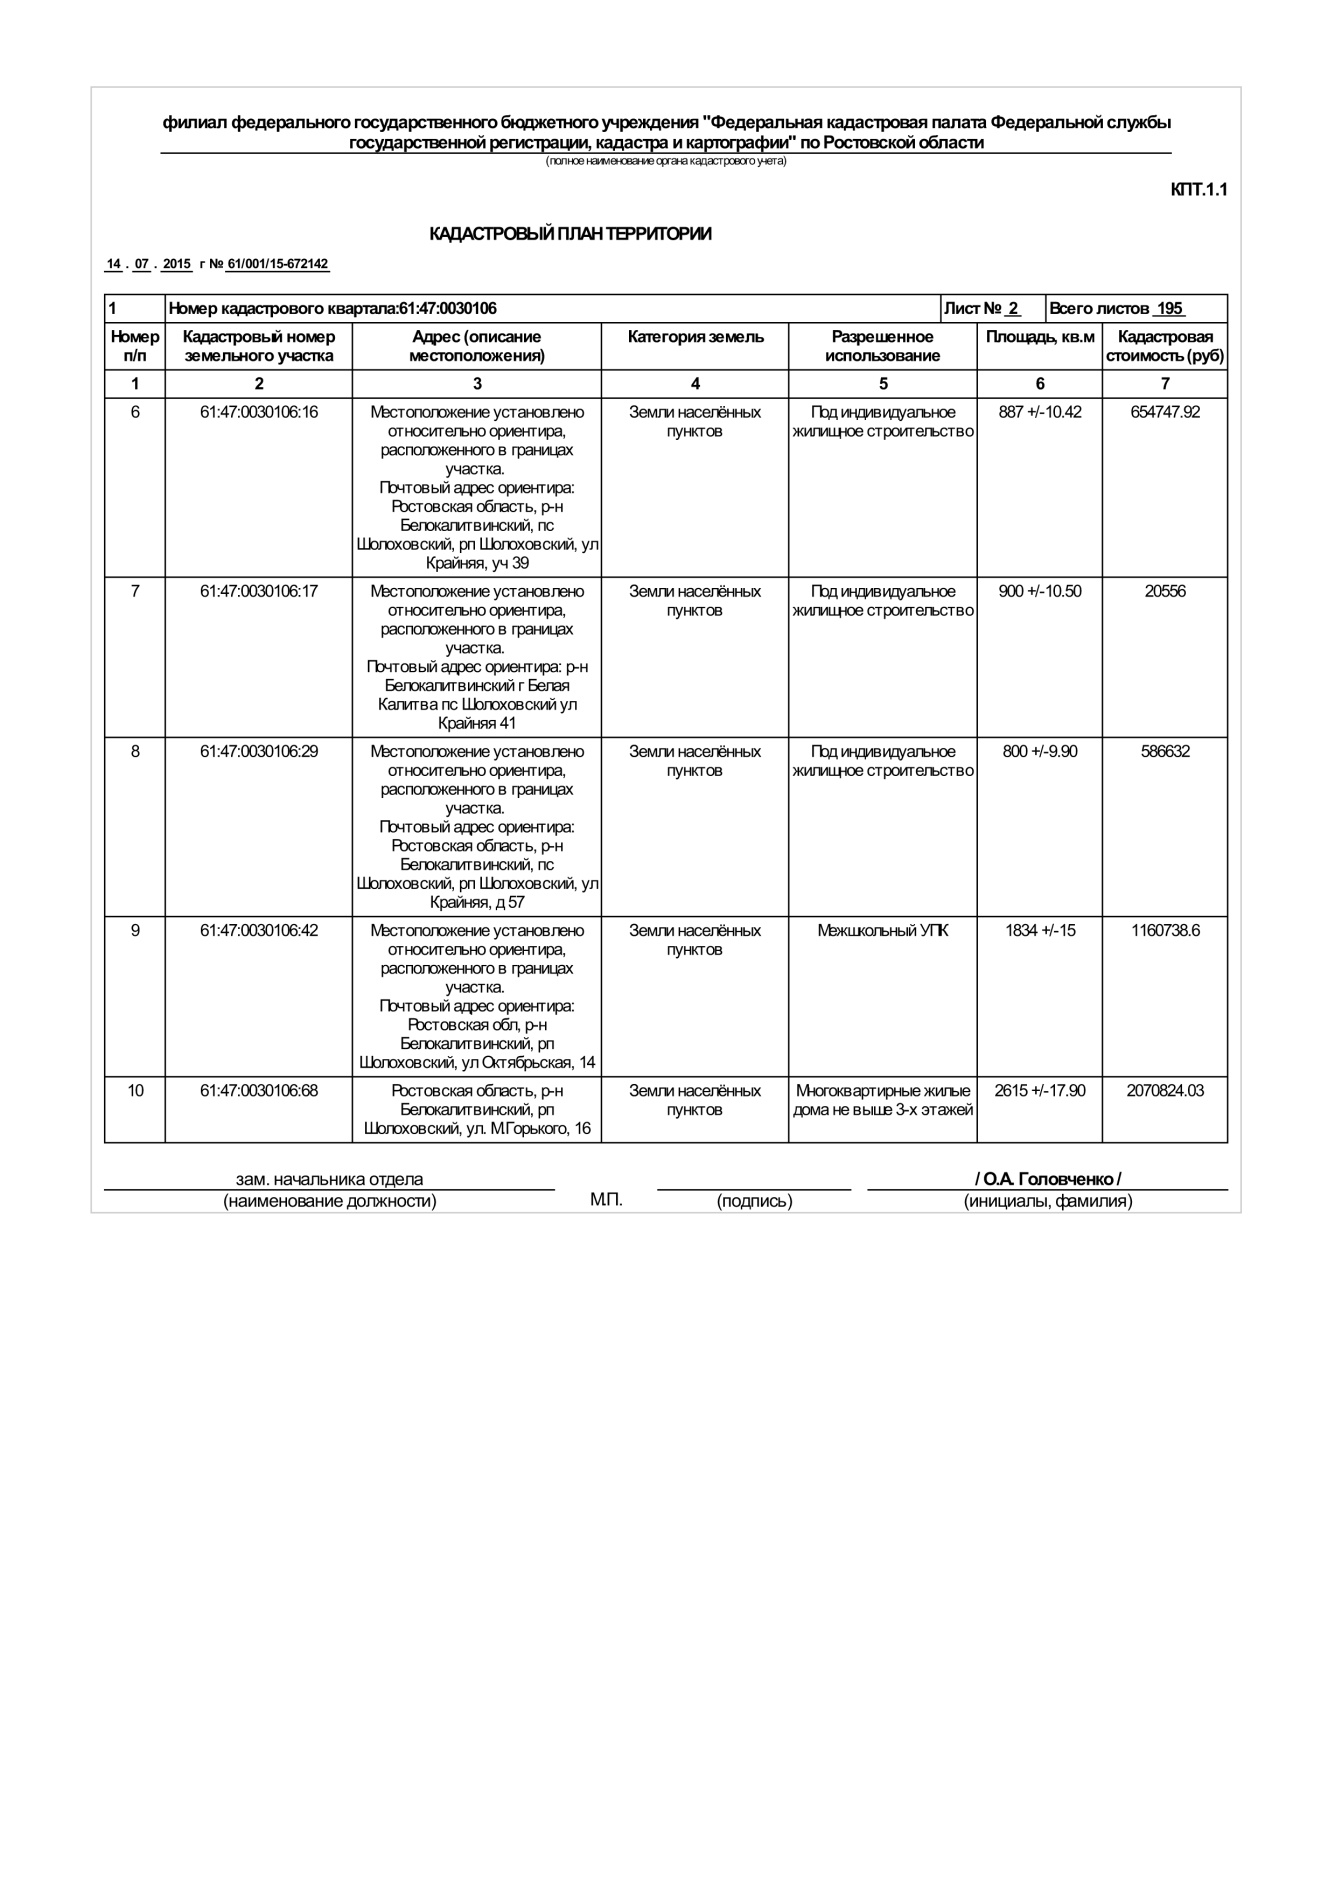 филиал федерального государственного бюджетного учреждения "Федеральная кадастровая палата Федеральной службы
государственной регистрации, кадастра и картографии" по Ростовской области
(полное наименование органа кадастрового учета)
КПТ.1.1
КАДАСТРОВЫЙ ПЛАН ТЕРРИТОРИИ
14 . 07 . 2015 г № 61/001/15-672142
1 Номер кадастрового квартала:61:47:0030106 Лист № 2 Всего листов 195
Номер Кадастровый номер Адрес (описание Категория земель Разрешенное Площадь, кв.м Кадастровая
п/п земельного участка местоположения) использование стоимость (руб)
1 2 3 4 5 6 7
6 61:47:0030106:16 Местоположение установлено Земли населённых Под индивидуальное 887 +/-10.42 654747.92
относительно ориентира, пунктов жилищное строительство
расположенного в границах
участка.
Почтовый адрес ориентира:
Ростовская область, р-н
Белокалитвинский, пс
Шолоховский, рп Шолоховский, ул
Крайняя, уч 39
7 61:47:0030106:17 Местоположение установлено Земли населённых Под индивидуальное 900 +/-10.50 20556
относительно ориентира, пунктов жилищное строительство
расположенного в границах
участка.
Почтовый адрес ориентира: р-н
Белокалитвинский г Белая
Калитва пс Шолоховский ул
Крайняя 41
8 61:47:0030106:29 Местоположение установлено Земли населённых Под индивидуальное 800 +/-9.90 586632
относительно ориентира, пунктов жилищное строительство
расположенного в границах
участка.
Почтовый адрес ориентира:
Ростовская область, р-н
Белокалитвинский, пс
Шолоховский, рп Шолоховский, ул
Крайняя, д 57
9 61:47:0030106:42 Местоположение установлено Земли населённых Межшкольный УПК 1834 +/-15 1160738.6
относительно ориентира, пунктов
расположенного в границах
участка.
Почтовый адрес ориентира:
Ростовская обл, р-н
Белокалитвинский, рп
Шолоховский, ул Октябрьская, 14
10 61:47:0030106:68 Ростовская область, р-н Земли населённых Многоквартирные жилые 2615 +/-17.90 2070824.03
Белокалитвинский, рп пунктов дома не выше 3-х этажей
Шолоховский, ул. М.Горького, 16
зам. начальника отдела / О.А. Головченко /
(наименование должности) М.П. (подпись) (инициалы, фамилия)